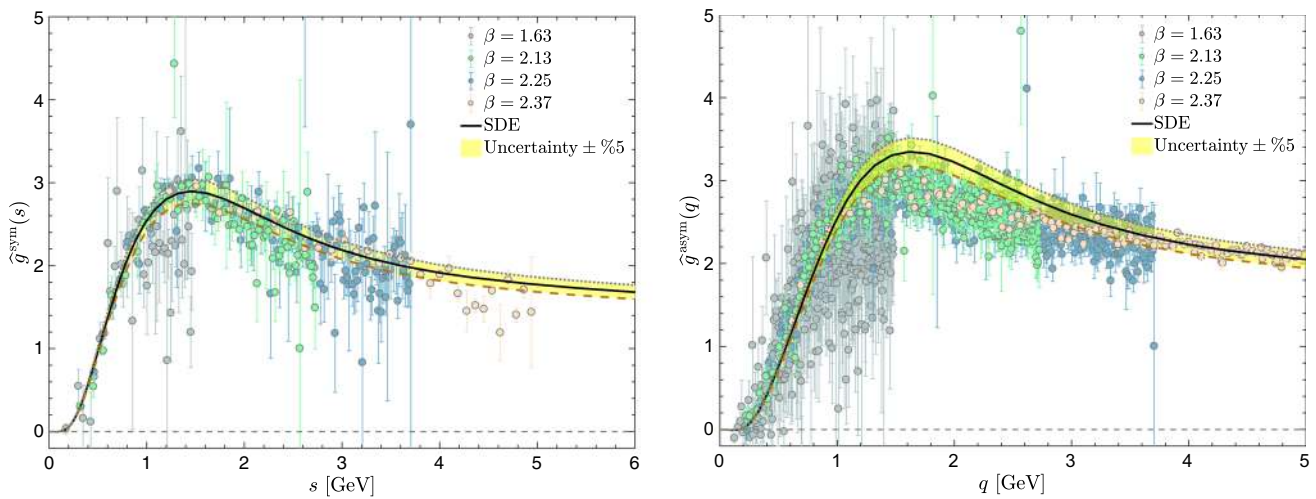 5
4
3
2
1
0
ĝ^sym(s)
β = 1.63
β = 2.13
β = 2.25
β = 2.37
SDE
Uncertainty ± %5
0 1 2 3 4 5 6
s [GeV]
5
4
3
2
1
0
ĝ^asym(q)
β = 1.63
β = 2.13
β = 2.25
β = 2.37
SDE
Uncertainty ± %5
0 1 2 3 4 5
q [GeV]